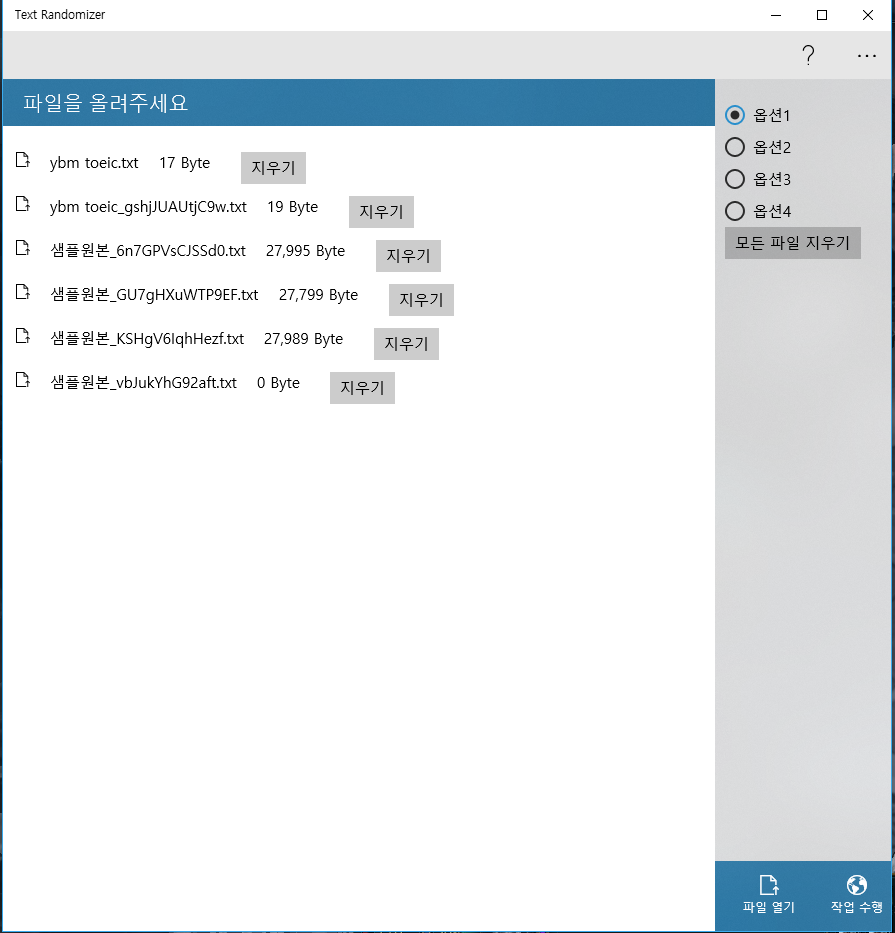 Text Randomizer
?
파일을 올려주세요
ybm toeic.txt 17 Byte 지우기
ybm toeic_gshjJUAUtjC9w.txt 19 Byte 지우기
샘플원본_6n7GPVsCJSSd0.txt 27,995 Byte 지우기
샘플원본_GU7gHXuWTP9EF.txt 27,799 Byte 지우기
샘플원본_KSHgV6IqhHezf.txt 27,989 Byte 지우기
샘플원본_vbJukYhG92aft.txt 0 Byte 지우기
옵션1
옵션2
옵션3
옵션4
모든 파일 지우기
파일 열기 작업 수행